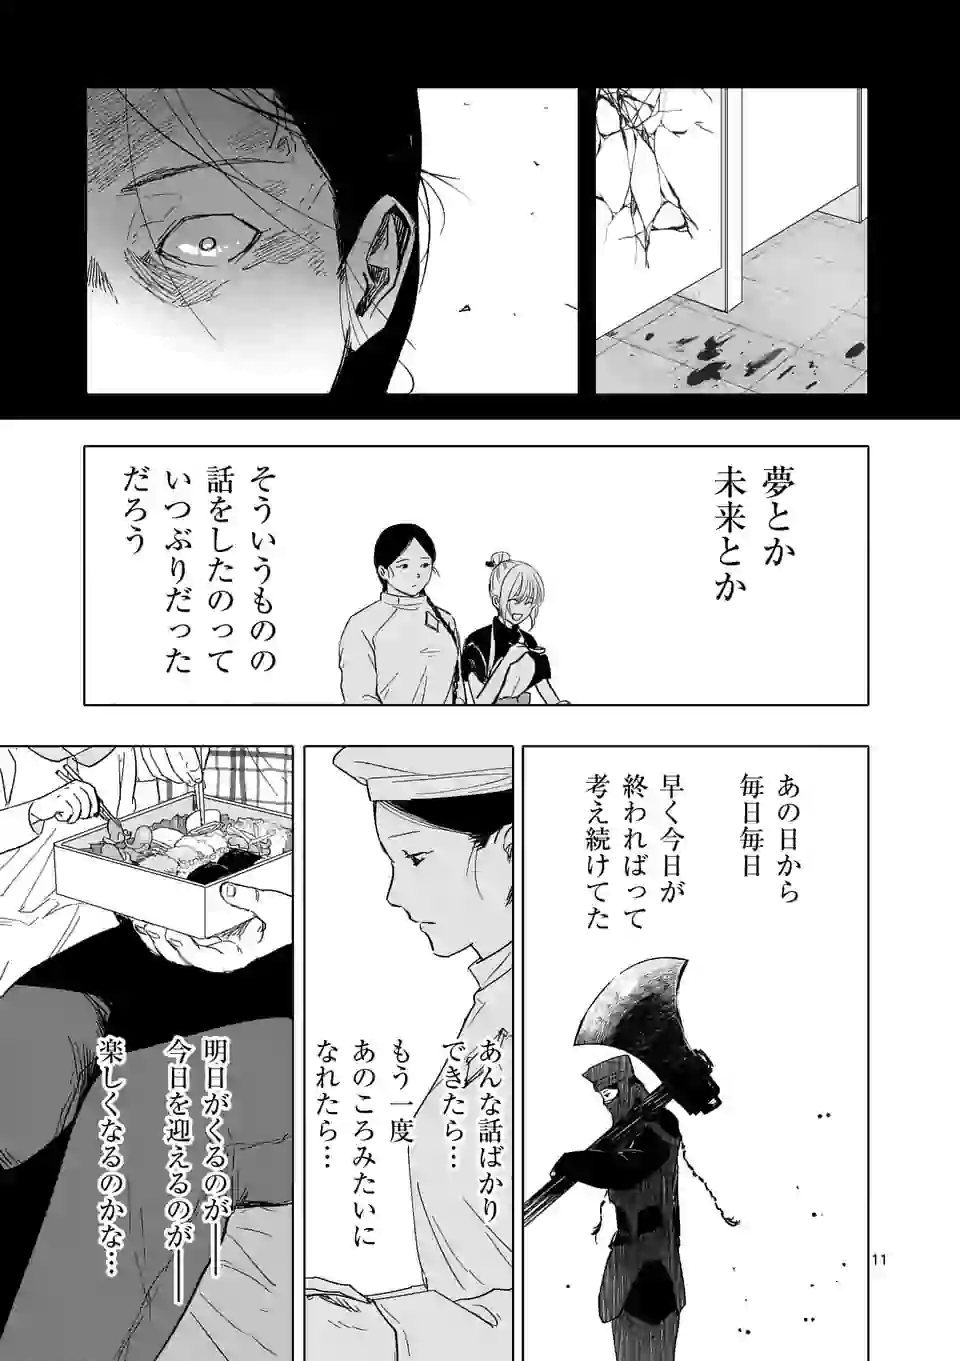 夢とか
未来とか
そういうものの
話をしたのって
いつぶりだった
だろう
あの日から
毎日毎日
早く今日が
終わればって
考え続けてた
あんな話ばかり
できたら…
もう一度
あのころみたいに
なれたら…
明日がくるのが――
今日を迎えるのが――
楽しくなるのかな…
11